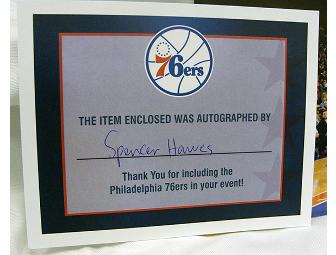 76ers
THE ITEM ENCLOSED WAS AUTOGRAPHED BY
Spencer Hawes
Thank You for including the
Philadelphia 76ers in your event!